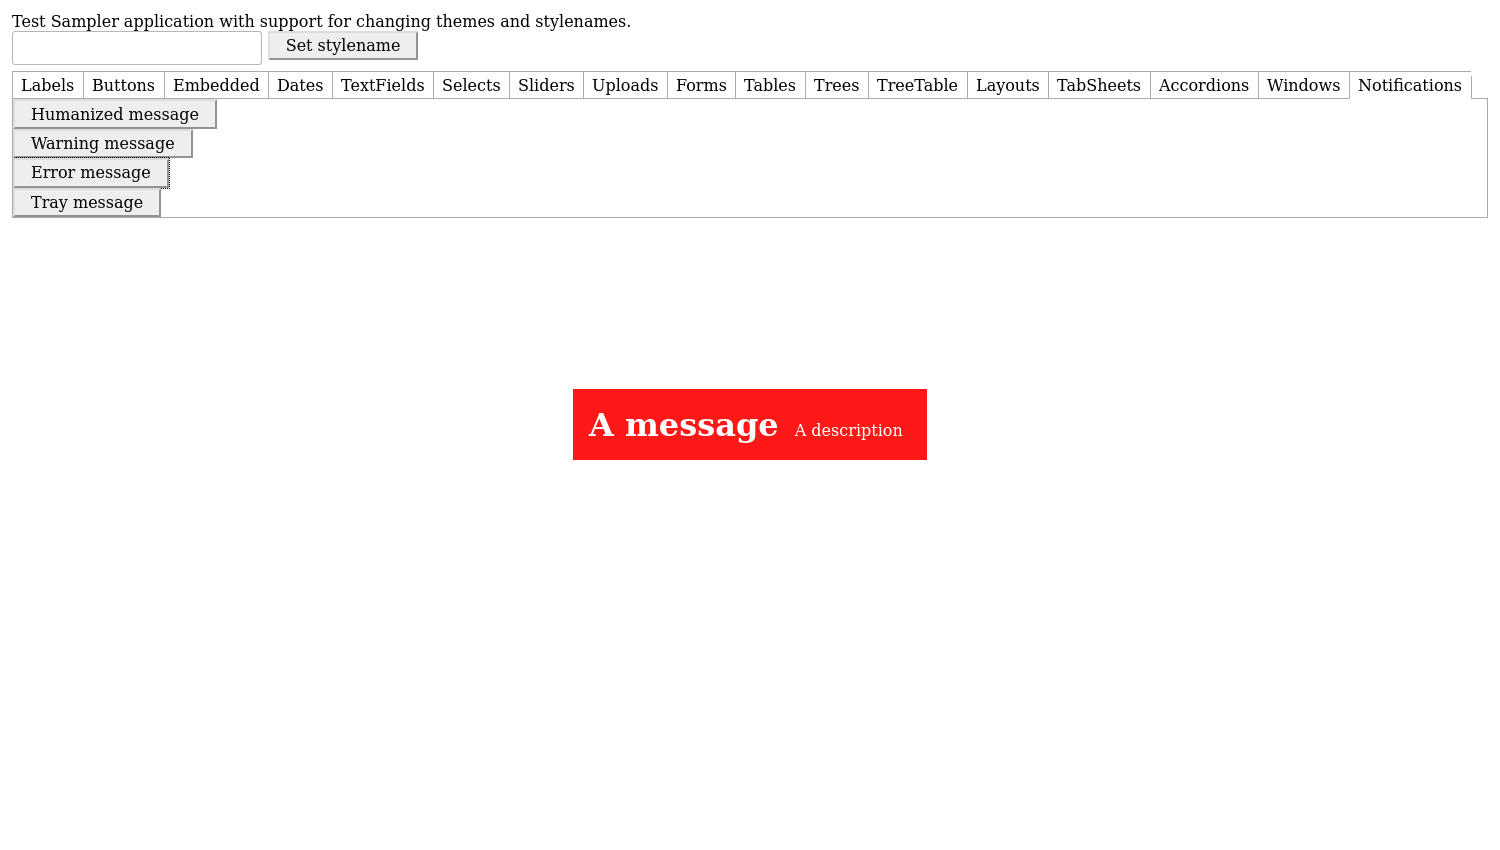 Test Sampler application with support for changing themes and stylenames.
Set stylename
Labels Buttons Embedded Dates TextFields Selects Sliders Uploads Forms Tables Trees TreeTable Layouts TabSheets Accordions Windows Notifications
Humanized message
Warning message
Error message
Tray message
A message A description